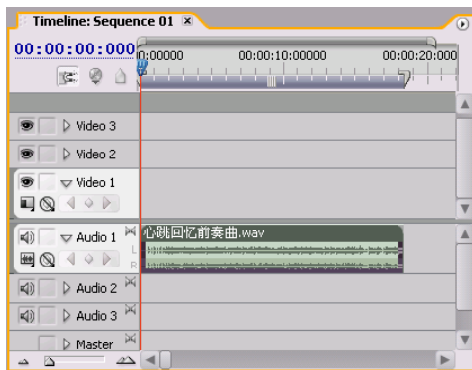 Timeline: Sequence 01
00:00:00:000
0:00000
00:00:10:00000
00:00:20:000
Video 3
Video 2
Video 1
Audio 1
心跳回忆前奏曲.wav
L
R
Audio 2
Audio 3
Master